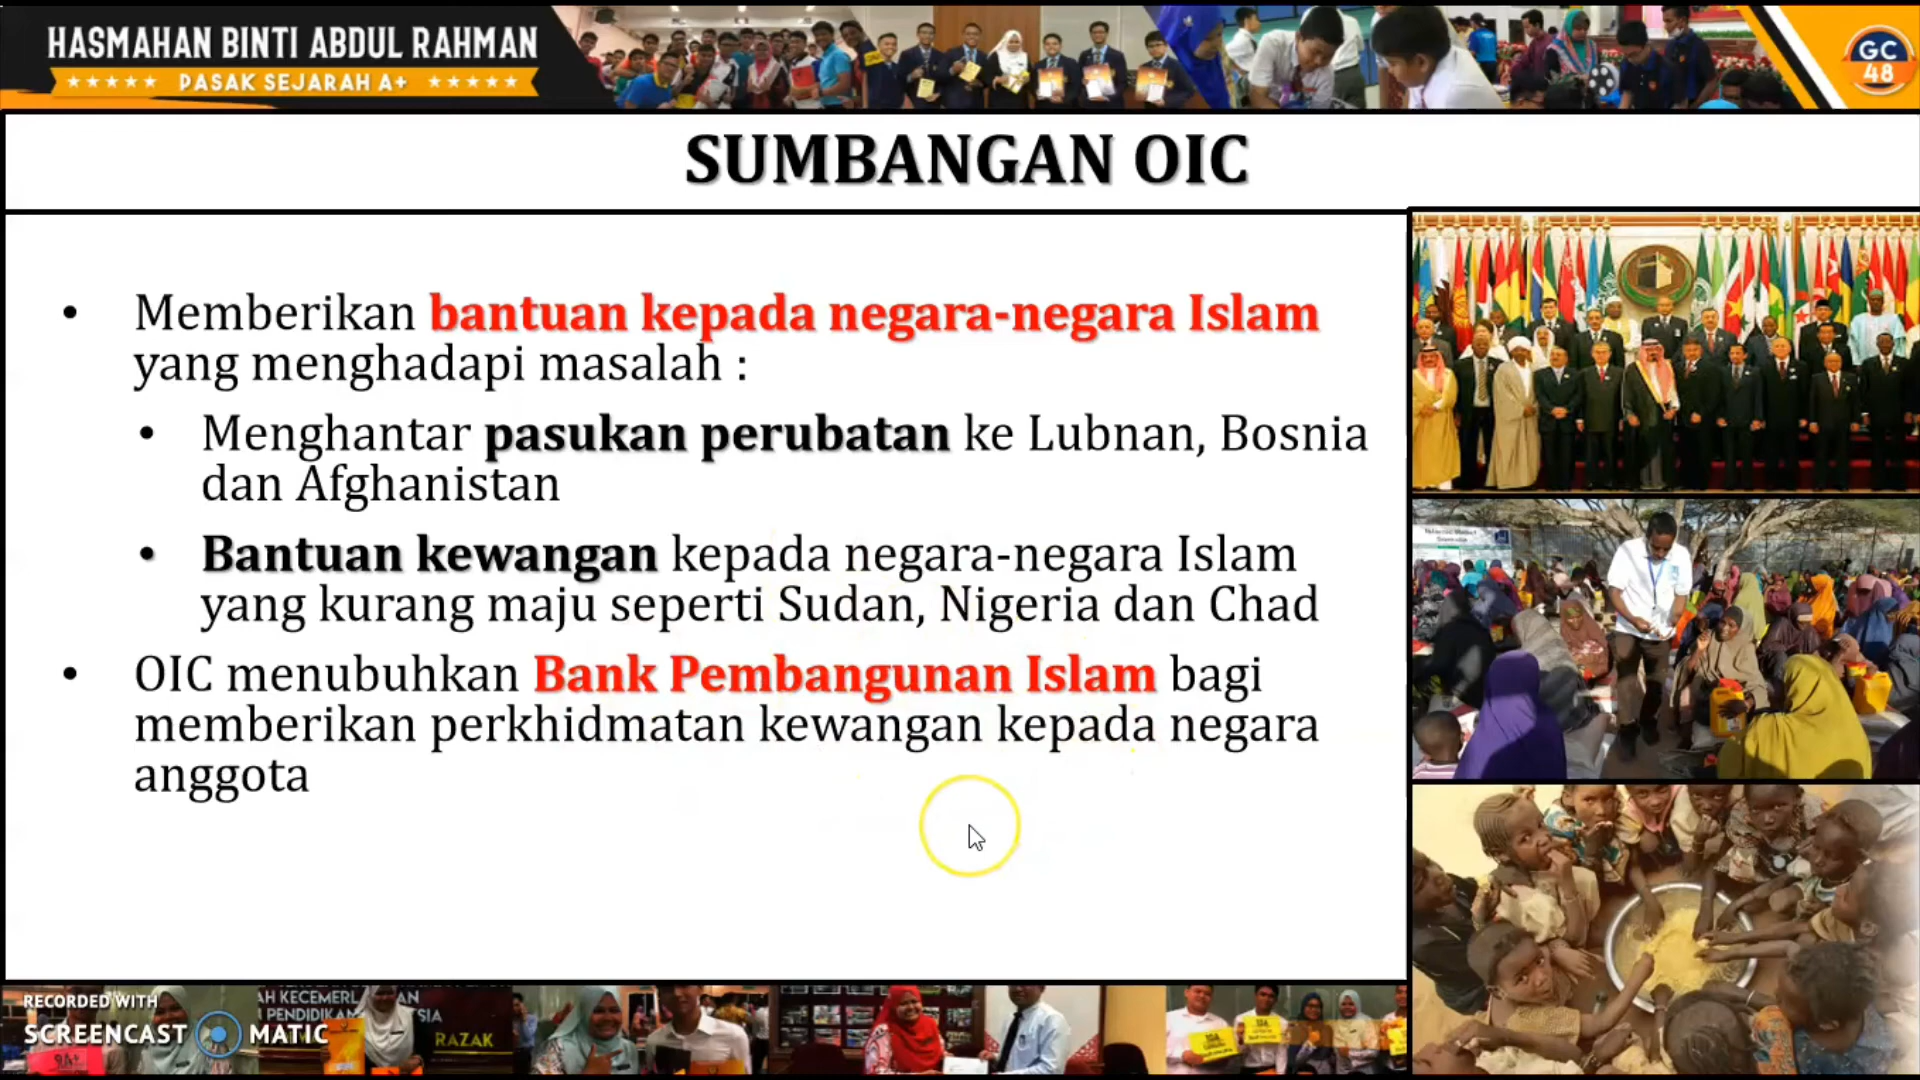 HASMAHAN BINTI ABDUL RAHMAN
PASAK SEJARAH A+
GC
48
SUMBANGAN OIC
• Memberikan bantuan kepada negara-negara Islam
yang menghadapi masalah :
• Menghantar pasukan perubatan ke Lubnan, Bosnia
dan Afghanistan
• Bantuan kewangan kepada negara-negara Islam
yang kurang maju seperti Sudan, Nigeria dan Chad
• OIC menubuhkan Bank Pembangunan Islam bagi
memberikan perkhidmatan kewangan kepada negara
anggota
RECORDED WITH
SCREENCAST MATIC
RAZAK